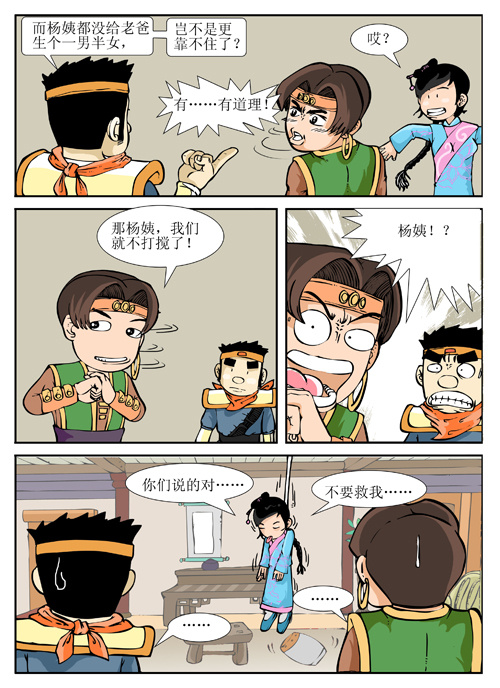 而杨姨都没给老爸
生个一男半女，
岂不是更
靠不住了？
有……有道理！
哎？
那杨姨，我们
就不打搅了！
杨姨！？
你们说的对……
不要救我……
……
……